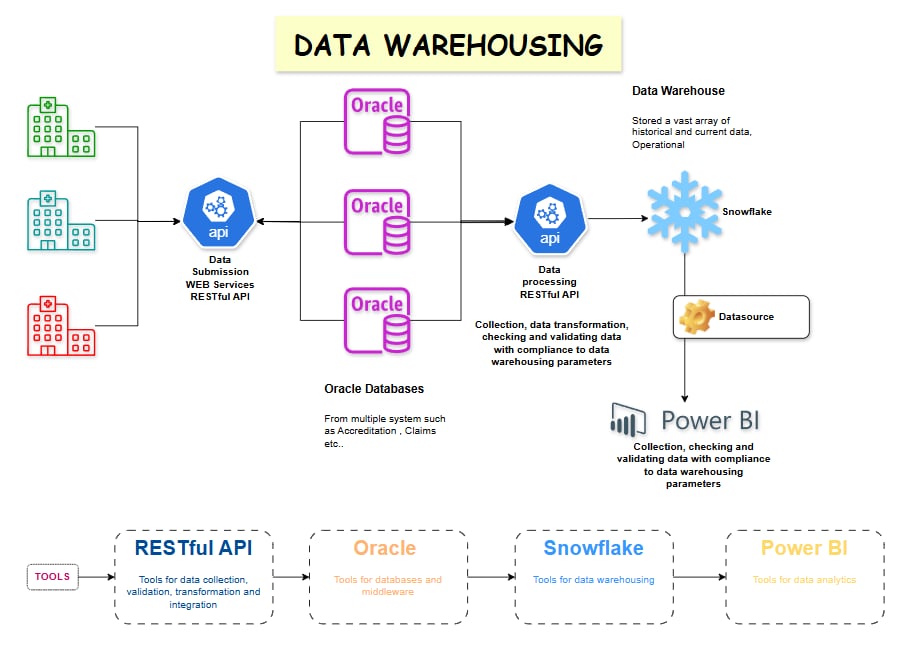 DATA WAREHOUSING
Data Warehouse
Stored a vast array of
historical and current data,
Operational
Oracle
Oracle
Oracle
api
Data
Submission
WEB Services
RESTful API
api
Data
processing
RESTful API
Snowflake
Collection, data transformation,
checking and validating data
with compliance to data
warehousing parameters
Datasource
Oracle Databases
From multiple system such
as Accreditation , Claims
etc..
Power BI
Collection, checking and
validating data with compliance
to data warehousing
parameters
TOOLS
RESTful API
Tools for data collection,
validation, transformation and
integration
Oracle
Tools for databases and
middleware
Snowflake
Tools for data warehousing
Power BI
Tools for data analytics